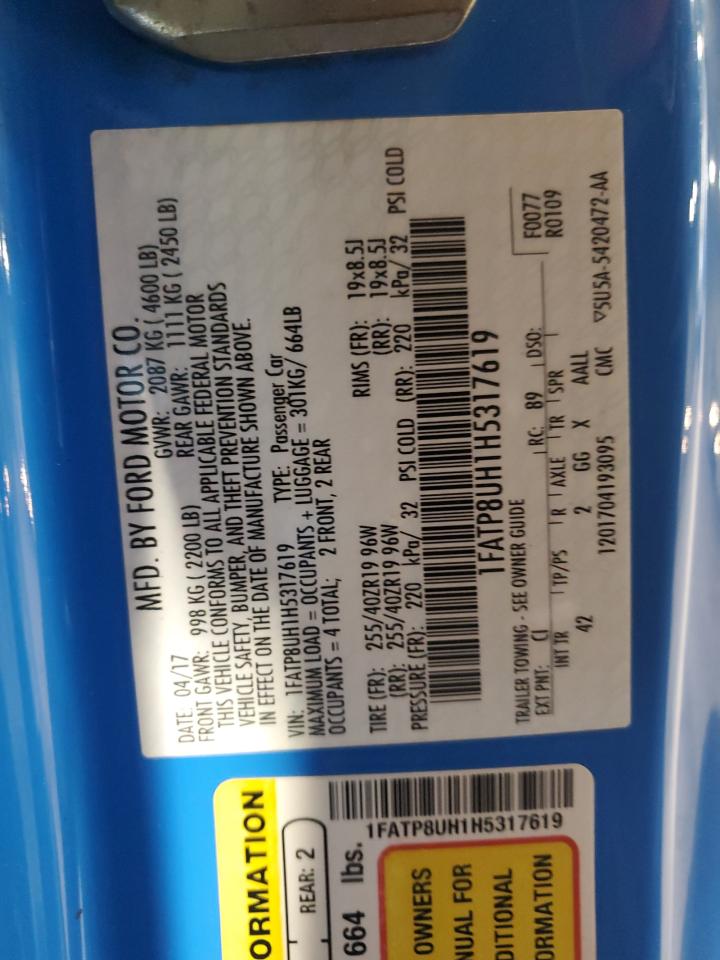 MFD. BY FORD MOTOR CO.
DATE: 04/17 GVWR: 2087 KG ( 4600 LB)
FRONT GAWR: 998 KG ( 2200 LB) REAR GAWR: 1111 KG ( 2450 LB)
THIS VEHICLE CONFORMS TO ALL APPLICABLE FEDERAL MOTOR
VEHICLE SAFETY, BUMPER, AND THEFT PREVENTION STANDARDS
IN EFFECT ON THE DATE OF MANUFACTURE SHOWN ABOVE.
VIN: 1FATP8UH1H5317619 TYPE: Passenger Car
MAXIMUM LOAD = OCCUPANTS + LUGGAGE = 301KG/ 664LB
OCCUPANTS = 4 TOTAL; 2 FRONT, 2 REAR
TIRE (FR): 255/40ZR19 96W RIMS (FR): 19x8.5J
(RR): 255/40ZR19 96W (RR): 19x8.5J
PRESSURE (FR): 220 kPa/ 32 PSI COLD (RR): 220 kPa/ 32 PSI COLD
1FATP8UH1H5317619
TRAILER TOWING - SEE OWNER GUIDE
F0077
EXT PNT: CI RC: 89 DSO: R0109
INT TR TP/PS R AXLE TR SPR
42 2 GG X AALL
1201704193095 CMC ▽5U5A-5420472-AA
ORMATION
REAR: 2
664 lbs.
1FATP8UH1H5317619
OWNERS
NUAL FOR
DITIONAL
ORMATION